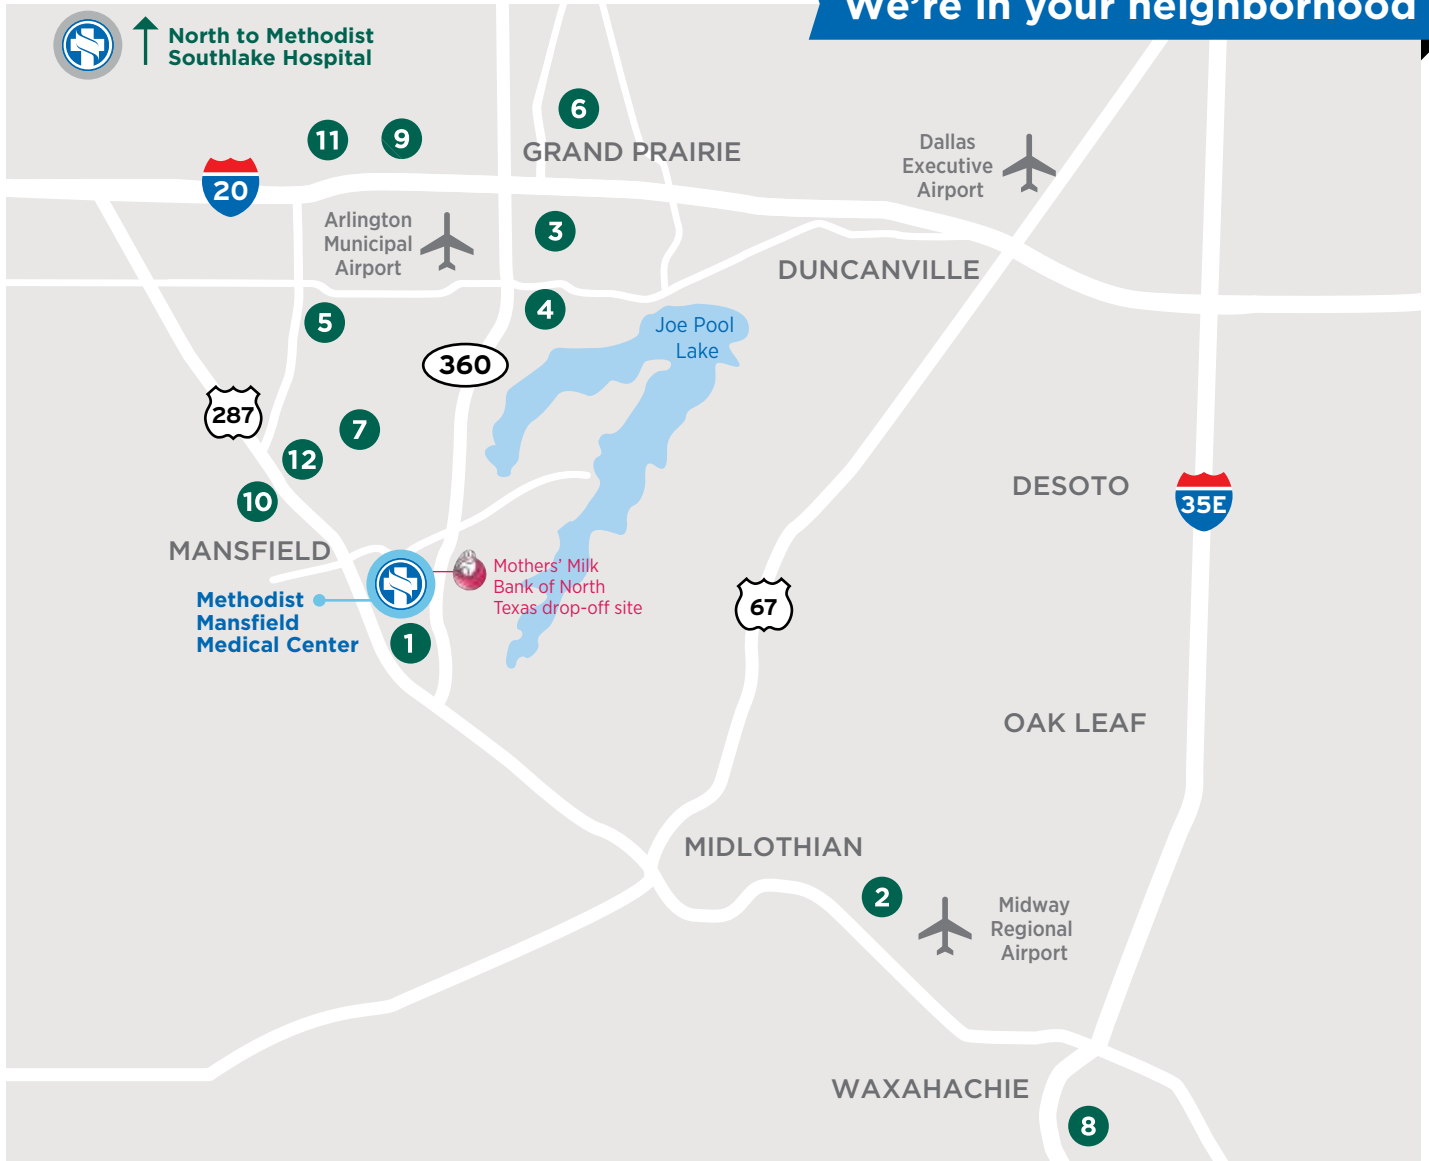 We're in your neighborhood
North to Methodist
Southlake Hospital
6
11
9
GRAND PRAIRIE
Dallas
Executive
Airport
20
Arlington
Municipal
Airport
3
DUNCANVILLE
4
5
Joe Pool
Lake
360
287
7
12
10
DESOTO
35E
MANSFIELD
Mothers' Milk
Bank of North
Texas drop-off site
Methodist
Mansfield
Medical Center
67
1
OAK LEAF
MIDLOTHIAN
2
Midway
Regional
Airport
WAXAHACHIE
8